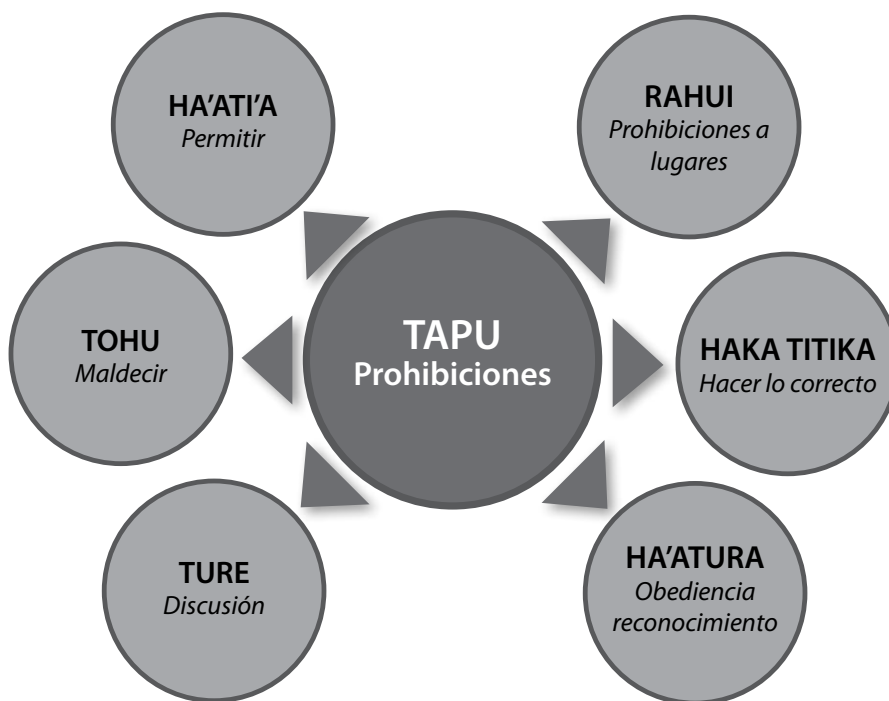 HA'ATI'A
Permitir
RAHUI
Prohibiciones a
lugares
TOHU
Maldecir
TAPU
Prohibiciones
HAKA TITIKA
Hacer lo correcto
TURE
Discusión
HA'ATURA
Obediencia
reconocimiento